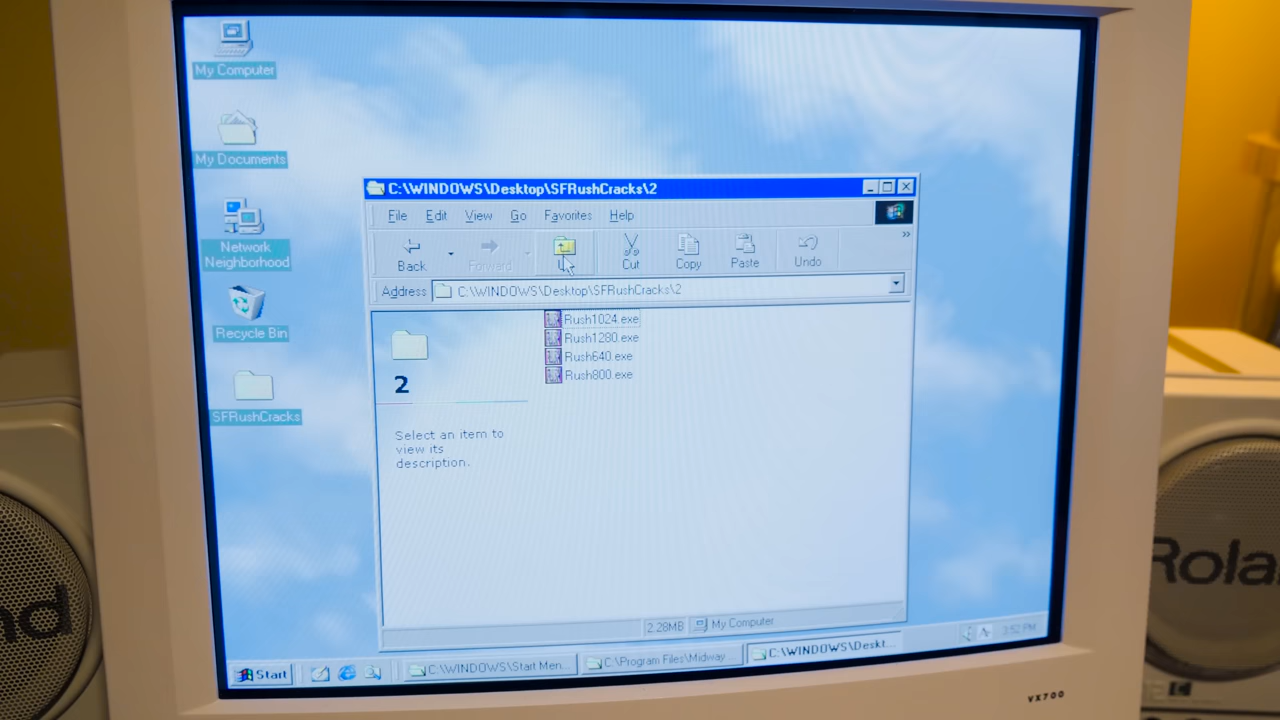 My Computer
My Documents
Network
Neighborhood
Recycle Bin
SFRushCracks
C:\WINDOWS\Desktop\SFRushCracks\2
File Edit View Go Favorites Help
Back Forward Cut Copy Paste Undo
Address C:\WINDOWS\Desktop\SFRushCracks\2
2
Select an item to
view its
description.
Rush1024.exe
Rush1280.exe
Rush640.exe
Rush800.exe
2.28MB My Computer
Start C:\WINDOWS\Start Men... C:\Program Files\Midway C:\WINDOWS\Deskt... 3:52 PM
VX700
nd
Rola